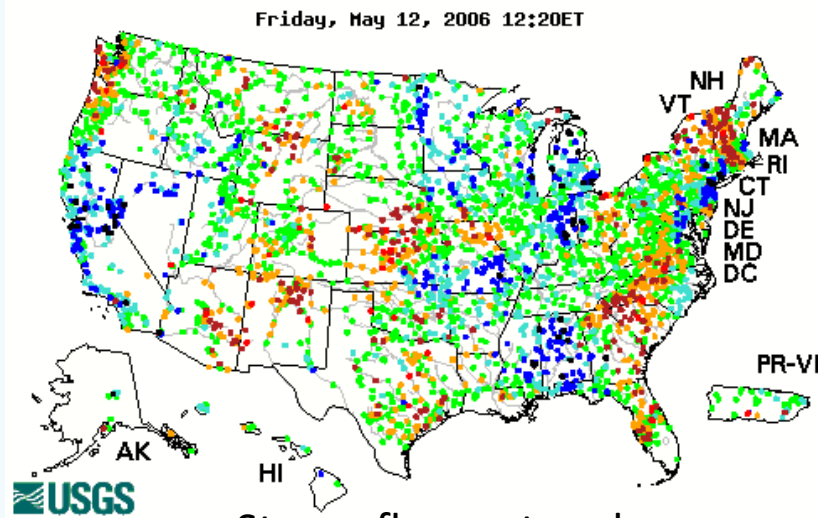 Friday, May 12, 2006 12:20ET
NH
VT
MA
RI
CT
NJ
DE
MD
DC
PR-VI
AK
HI
USGS